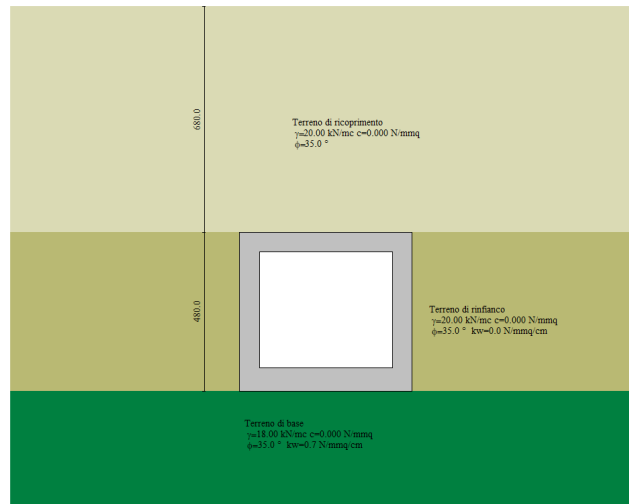 680.0
Terreno di ricoprimento
γ=20.00 kN/mc c=0.000 N/mmq
ϕ=35.0 °
480.0
Terreno di rinfianco
γ=20.00 kN/mc c=0.000 N/mmq
ϕ=35.0 ° kw=0.0 N/mmq/cm
Terreno di base
γ=18.00 kN/mc c=0.000 N/mmq
ϕ=35.0 ° kw=0.7 N/mmq/cm